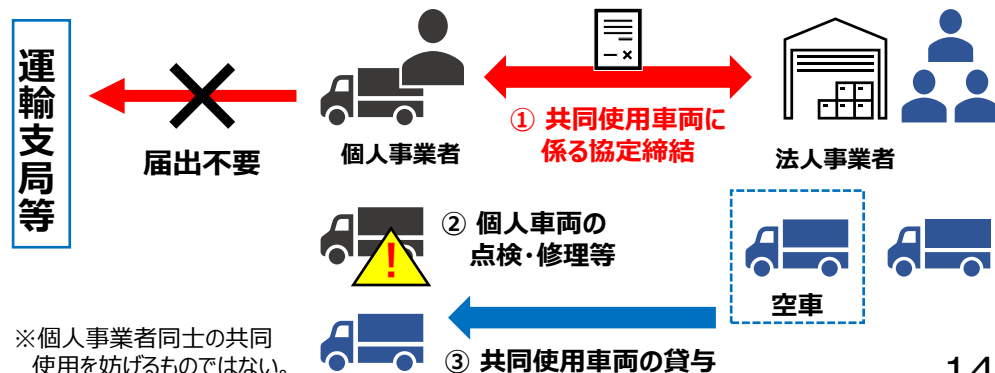 運輸支局等
届出不要
個人事業者
① 共同使用車両に
係る協定締結
法人事業者
② 個人車両の
点検・修理等
!
空車
③ 共同使用車両の貸与
※個人事業者同士の共同
使用を妨げるものではない。
14